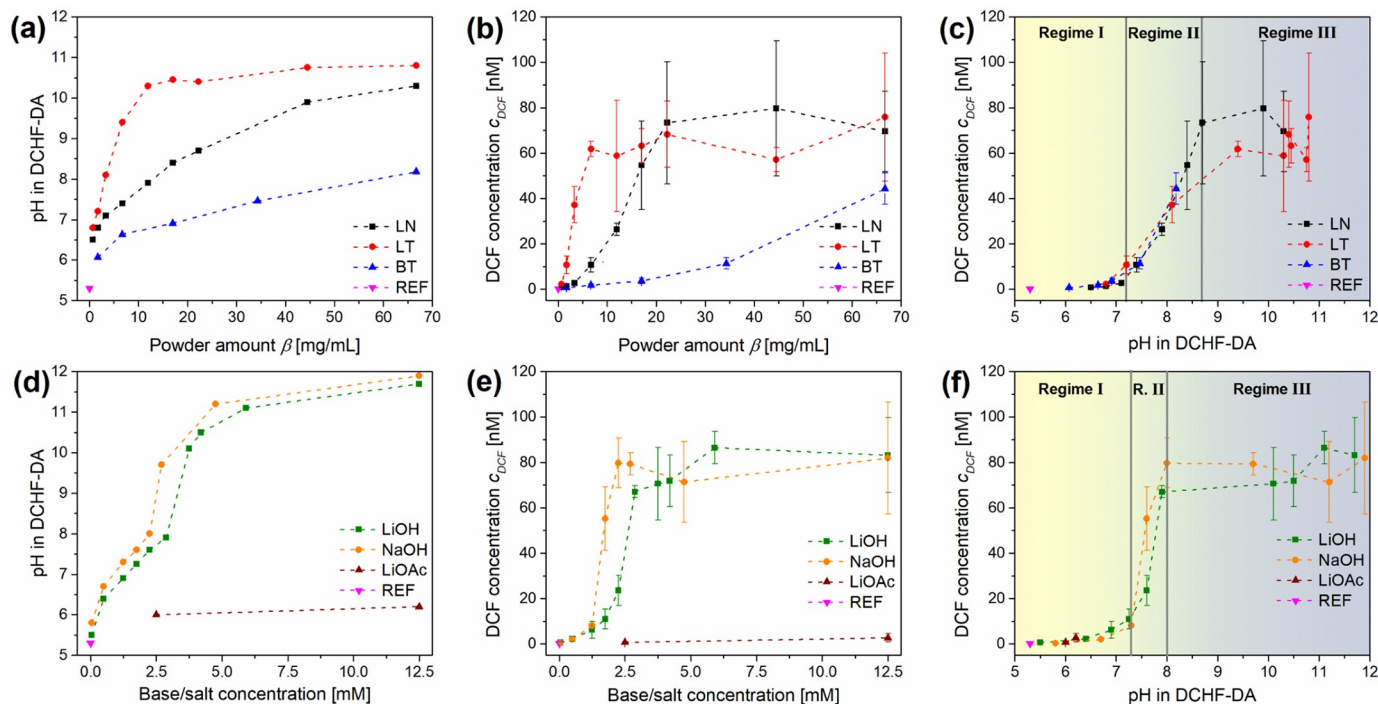 (a)
12
11
10
9
8
7
6
5
pH in DCHF-DA
LN
LT
BT
REF
0 10 20 30 40 50 60 70
Powder amount β [mg/mL]
(b)
120
100
80
60
40
20
0
DCF concentration cDCF [nM]
LN
LT
BT
REF
0 10 20 30 40 50 60 70
Powder amount β [mg/mL]
(c)
120
100
80
60
40
20
0
DCF concentration cDCF [nM]
Regime I Regime II Regime III
LN
LT
BT
REF
5 6 7 8 9 10 11 12
pH in DCHF-DA
(d)
12
11
10
9
8
7
6
5
pH in DCHF-DA
LiOH
NaOH
LiOAc
REF
0.0 2.5 5.0 7.5 10.0 12.5
Base/salt concentration [mM]
(e)
120
100
80
60
40
20
0
DCF concentration cDCF [nM]
LiOH
NaOH
LiOAc
REF
0.0 2.5 5.0 7.5 10.0 12.5
Base/salt concentration [mM]
(f)
120
100
80
60
40
20
0
DCF concentration cDCF [nM]
Regime I R. II Regime III
LiOH
NaOH
LiOAc
REF
5 6 7 8 9 10 11 12
pH in DCHF-DA